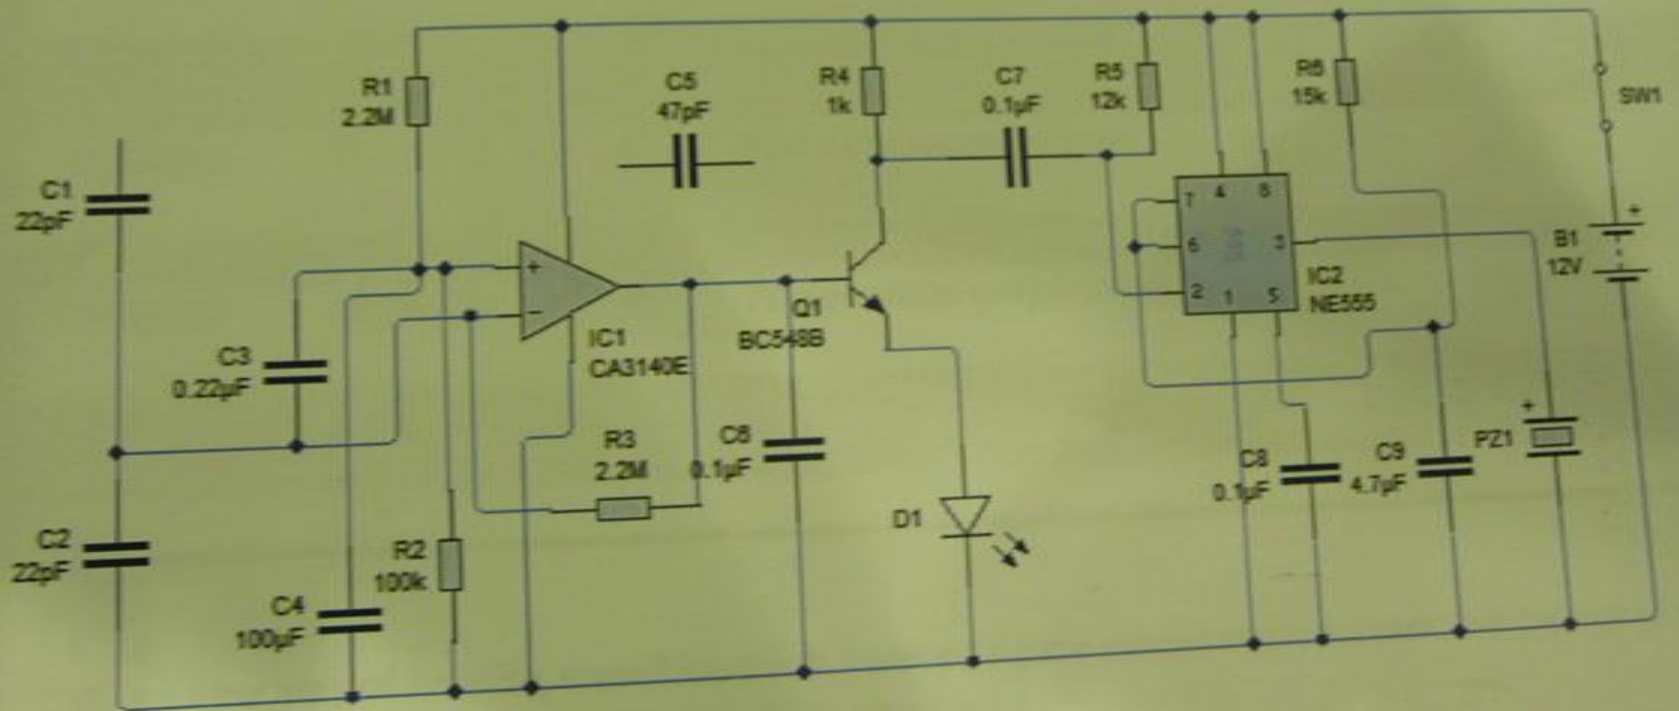 R1
2.2M
C5
47pF
R4
1k
C7
0.1µF
R5
12k
R6
15k
SW1
C1
22pF
7
4
8
6
3
2
1
5
IC2
NE555
B1
12V
+
+
−
IC1
CA3140E
Q1
BC548B
C3
0.22µF
R3
2.2M
C6
0.1µF
D1
C8
0.1µF
C9
4.7µF
PZ1
+
C2
22pF
R2
100k
C4
100µF